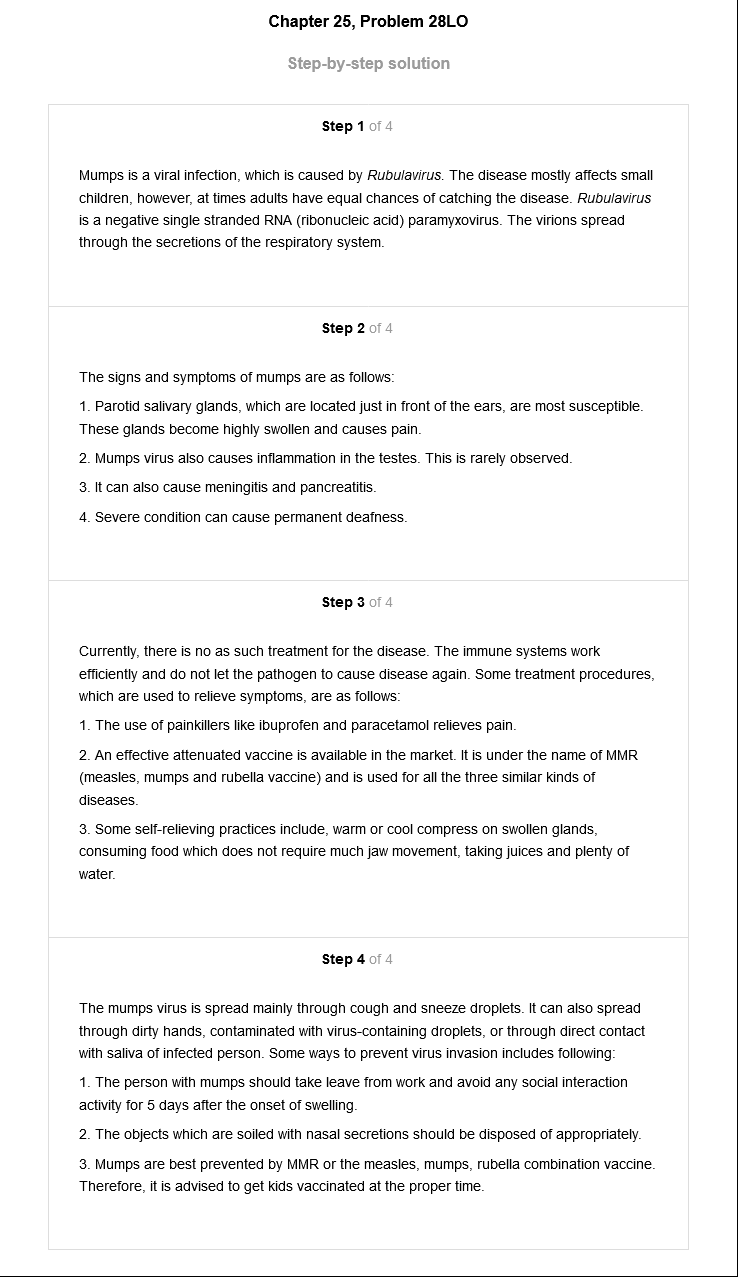 Chapter 25, Problem 28LO
Step-by-step solution
Step 1 of 4
Mumps is a viral infection, which is caused by Rubulavirus. The disease mostly affects small
children, however, at times adults have equal chances of catching the disease. Rubulavirus
is a negative single stranded RNA (ribonucleic acid) paramyxovirus. The virions spread
through the secretions of the respiratory system.
Step 2 of 4
The signs and symptoms of mumps are as follows:
1. Parotid salivary glands, which are located just in front of the ears, are most susceptible.
These glands become highly swollen and causes pain.
2. Mumps virus also causes inflammation in the testes. This is rarely observed.
3. It can also cause meningitis and pancreatitis.
4. Severe condition can cause permanent deafness.
Step 3 of 4
Currently, there is no as such treatment for the disease. The immune systems work
efficiently and do not let the pathogen to cause disease again. Some treatment procedures,
which are used to relieve symptoms, are as follows:
1. The use of painkillers like ibuprofen and paracetamol relieves pain.
2. An effective attenuated vaccine is available in the market. It is under the name of MMR
(measles, mumps and rubella vaccine) and is used for all the three similar kinds of
diseases.
3. Some self-relieving practices include, warm or cool compress on swollen glands,
consuming food which does not require much jaw movement, taking juices and plenty of
water.
Step 4 of 4
The mumps virus is spread mainly through cough and sneeze droplets. It can also spread
through dirty hands, contaminated with virus-containing droplets, or through direct contact
with saliva of infected person. Some ways to prevent virus invasion includes following:
1. The person with mumps should take leave from work and avoid any social interaction
activity for 5 days after the onset of swelling.
2. The objects which are soiled with nasal secretions should be disposed of appropriately.
3. Mumps are best prevented by MMR or the measles, mumps, rubella combination vaccine.
Therefore, it is advised to get kids vaccinated at the proper time.